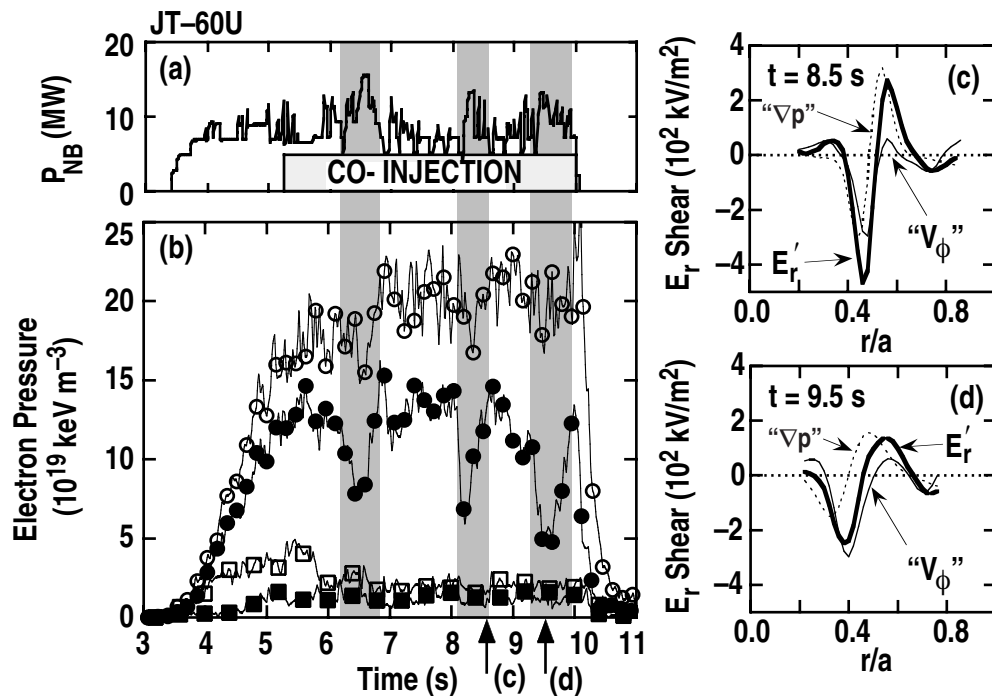 JT–60U
20
10
0
P_NB (MW)
(a)
CO- INJECTION
25
20
15
10
5
0
Electron Pressure
(10^19 keV m^–3)
(b)
3 4 5 6 7 8 9 10 11
Time (s)
(c)
(d)
t = 8.5 s
(c)
“∇p”
“V_ϕ”
E_r′
2
0
–2
–4
E_r Shear (10^2 kV/m^2)
0.0 0.4 0.8
r/a
t = 9.5 s
(d)
“∇p”
E_r′
“V_ϕ”
4
2
0
–2
–4
E_r Shear (10^2 kV/m^2)
0.0 0.4 0.8
r/a